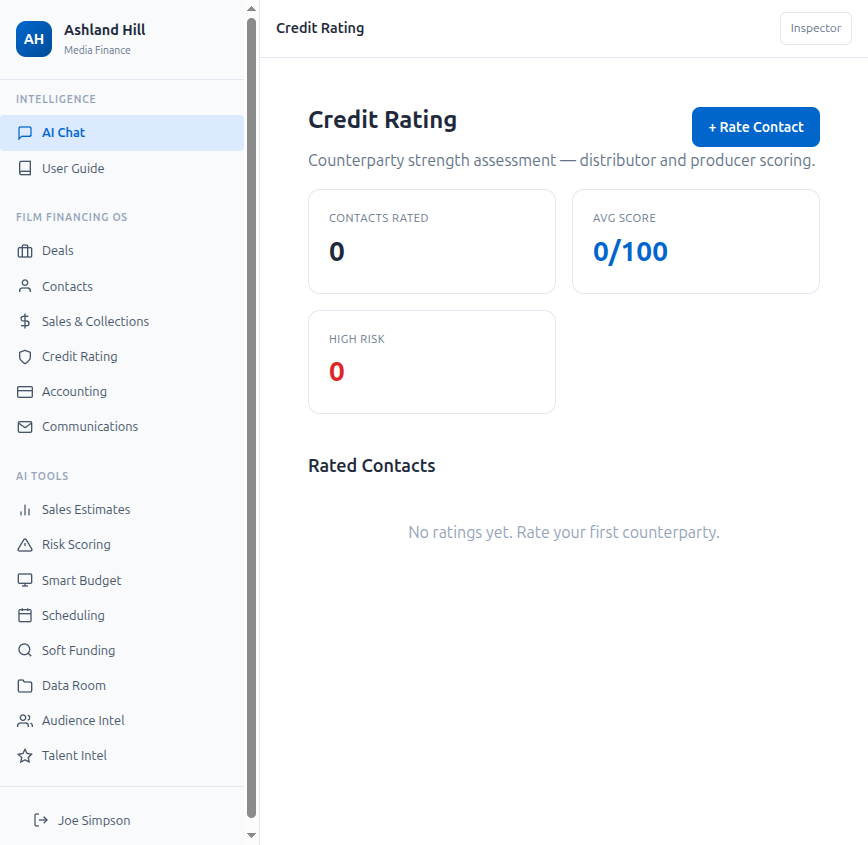 AH
Ashland Hill
Media Finance
INTELLIGENCE
AI Chat
User Guide
FILM FINANCING OS
Deals
Contacts
Sales & Collections
Credit Rating
Accounting
Communications
AI TOOLS
Sales Estimates
Risk Scoring
Smart Budget
Scheduling
Soft Funding
Data Room
Audience Intel
Talent Intel
Joe Simpson
Credit Rating
Inspector
Credit Rating
+ Rate Contact
Counterparty strength assessment — distributor and producer scoring.
CONTACTS RATED
0
AVG SCORE
0/100
HIGH RISK
0
Rated Contacts
No ratings yet. Rate your first counterparty.